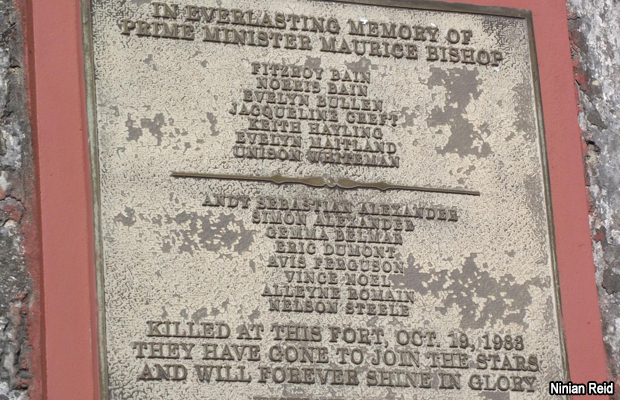 IN EVERLASTING MEMORY OF
PRIME MINISTER MAURICE BISHOP
FITZROY BAIN
NORRIS BAIN
EVELYN BULLEN
JACQUELINE CREFT
KEITH HAYLING
EVELYN MAITLAND
UNISON WHITEMAN
ANDY SEBASTIAN ALEXANDER
SIMON ALEXANDER
GEMMA BELMAR
ERIC DUMONT
AVIS FERGUSON
VINCE NOEL
ALLEYNE ROMAIN
NELSON STEELE
KILLED AT THIS FORT, OCT. 19, 1983
THEY HAVE GONE TO JOIN THE STARS
AND WILL FOREVER SHINE IN GLORY
Ninian Reid